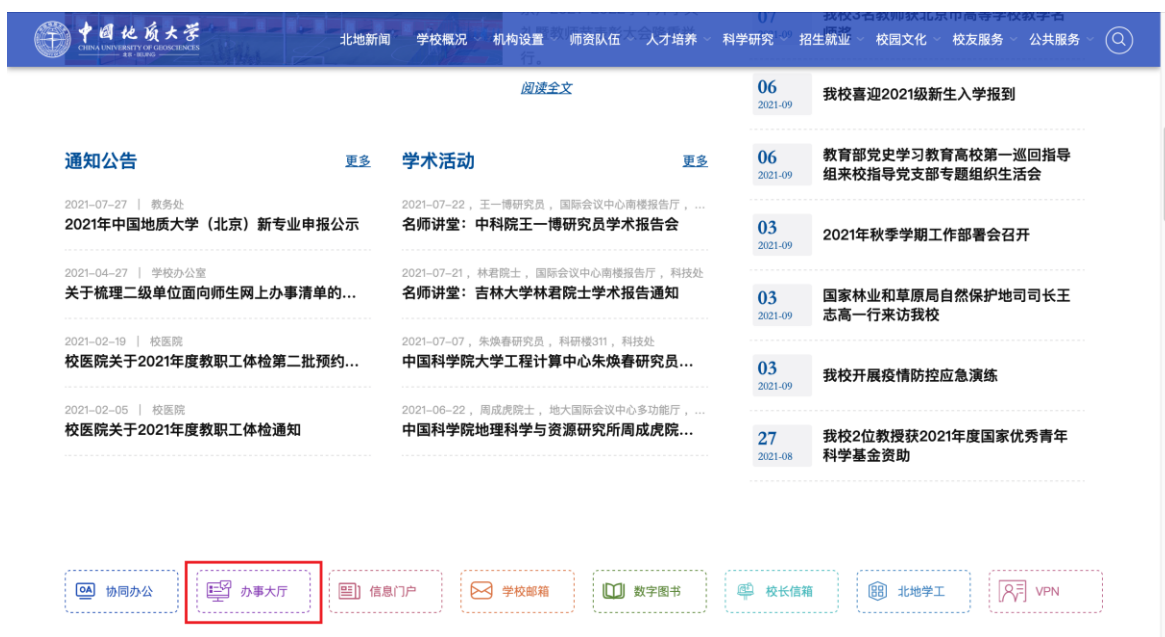 中国地质大学
CHINA UNIVERSITY OF GEOSCIENCES
北地新闻 学校概况 机构设置 师资队伍 人才培养 科学研究 招生就业 校园文化 校友服务 公共服务
07
我校3名教师获北京市高等学校教学名
行。
阅读全文
通知公告 更多
2021-07-27 | 教务处
2021年中国地质大学（北京）新专业申报公示
2021-04-27 | 学校办公室
关于梳理二级单位面向师生网上办事清单的...
2021-02-19 | 校医院
校医院关于2021年度教职工体检第二批预约...
2021-02-05 | 校医院
校医院关于2021年度教职工体检通知
学术活动 更多
2021-07-22 ，王一博研究员 ，国际会议中心南楼报告厅 ，...
名师讲堂：中科院王一博研究员学术报告会
2021-07-21 ，林君院士 ，国际会议中心南楼报告厅 ，科技处
名师讲堂：吉林大学林君院士学术报告通知
2021-07-07 ，朱焕春研究员 ，科研楼311 ，科技处
中国科学院大学工程计算中心朱焕春研究员...
2021-06-22 ，周成虎院士 ，地大国际会议中心多功能厅 ，...
中国科学院地理科学与资源研究所周成虎院...
06
2021-09
我校喜迎2021级新生入学报到
06
2021-09
教育部党史学习教育高校第一巡回指导
组来校指导党支部专题组织生活会
03
2021-09
2021年秋季学期工作部署会召开
03
2021-09
国家林业和草原局自然保护地司司长王
志高一行来访我校
03
2021-09
我校开展疫情防控应急演练
27
2021-08
我校2位教授获2021年度国家优秀青年
科学基金资助
OA 协同办公 办事大厅 信息门户 学校邮箱 数字图书 校长信箱 北地学工 VPN